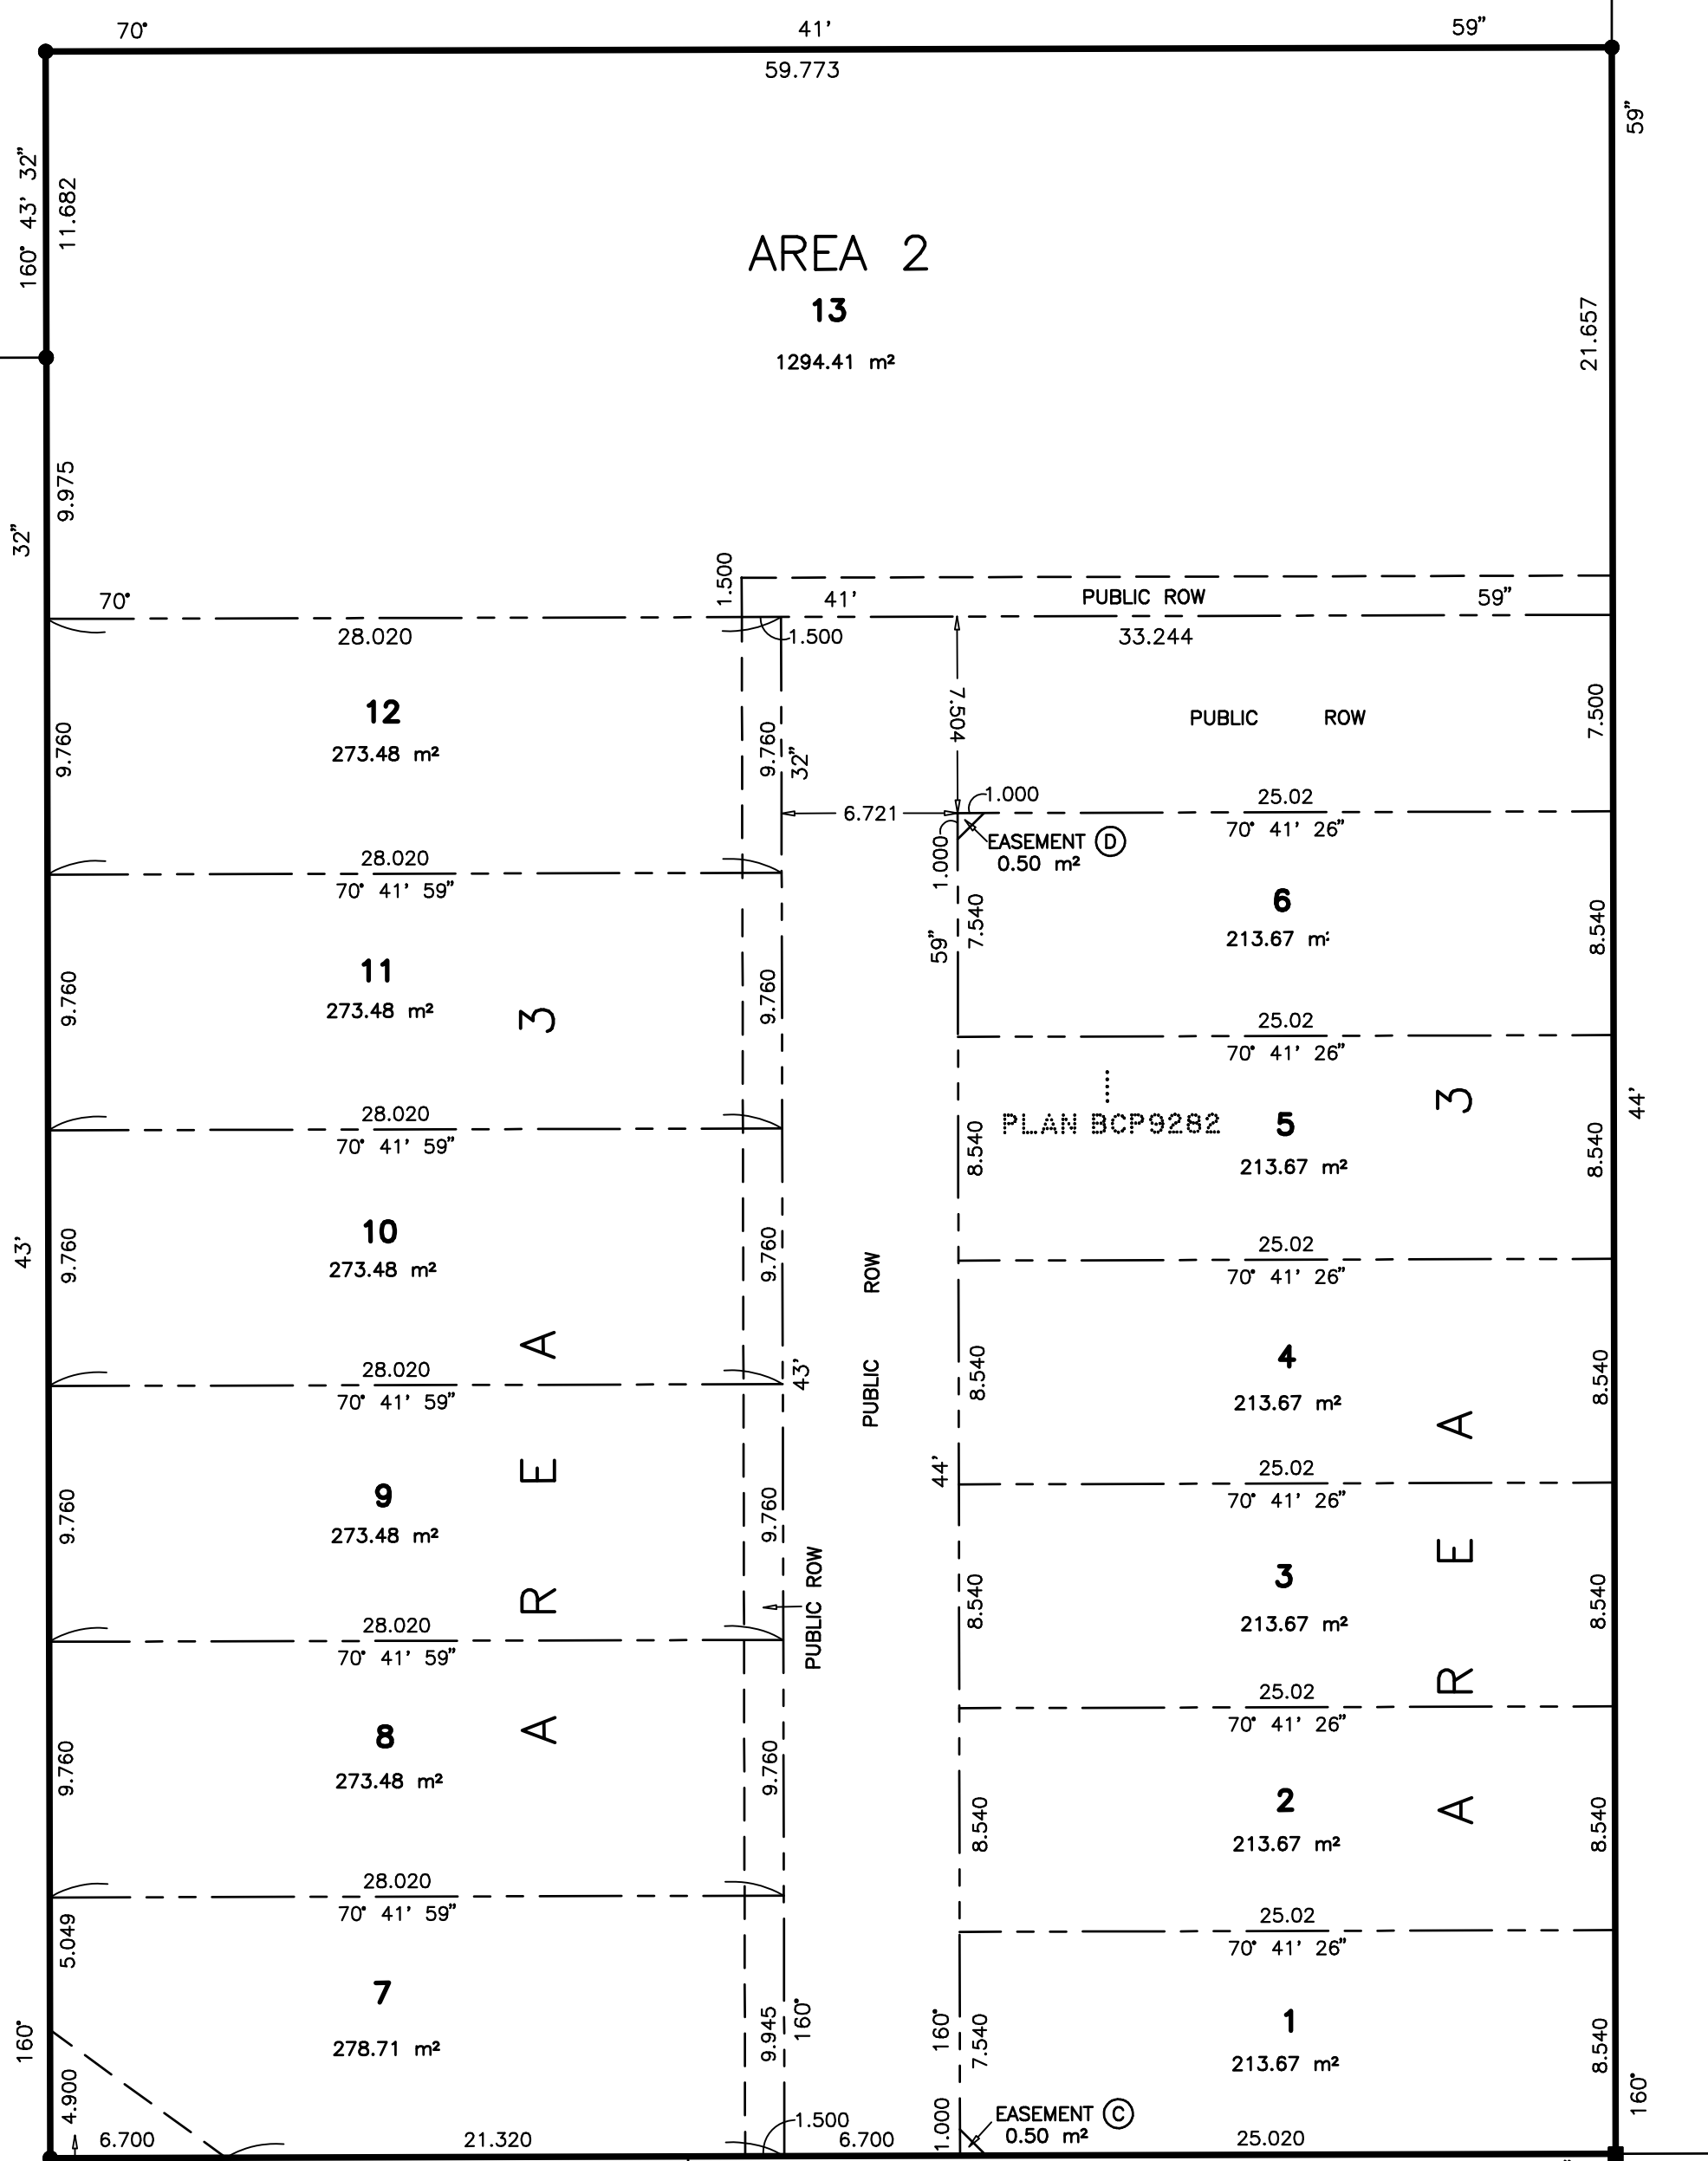 70° 41' 59"
59.773
59"
160° 43' 32"
11.682
AREA 2
13
1294.41 m²
21.657
9.975
32"
1.500
70° 41' PUBLIC ROW 59"
28.020 1.500 33.244
12
273.48 m²
9.760
9.760
32"
7.504
PUBLIC ROW
7.500
6.721
1.000
25.02
70° 41' 26"
1.000
EASEMENT D
0.50 m²
28.020
70° 41' 59"
6
213.67 m
59"
7.540
8.540
11
273.48 m²
9.760
9.760
25.02
70° 41' 26"
PLAN BCP9282
5
213.67 m²
8.540
8.540
44'
28.020
70° 41' 59"
10
273.48 m²
43'
9.760
9.760
PUBLIC ROW
25.02
70° 41' 26"
4
213.67 m²
8.540
8.540
28.020
70° 41' 59"
43'
44'
9
273.48 m²
9.760
9.760
PUBLIC ROW
25.02
70° 41' 26"
3
213.67 m²
8.540
8.540
AREA 3
AREA 3
28.020
70° 41' 59"
8
273.48 m²
9.760
9.760
25.02
70° 41' 26"
2
213.67 m²
8.540
8.540
28.020
70° 41' 59"
7
278.71 m²
5.049
160°
4.900
9.945
160°
25.02
70° 41' 26"
1
213.67 m²
160°
7.540
8.540
160°
1.000
EASEMENT C
0.50 m²
6.700 21.320 1.500 6.700 25.020